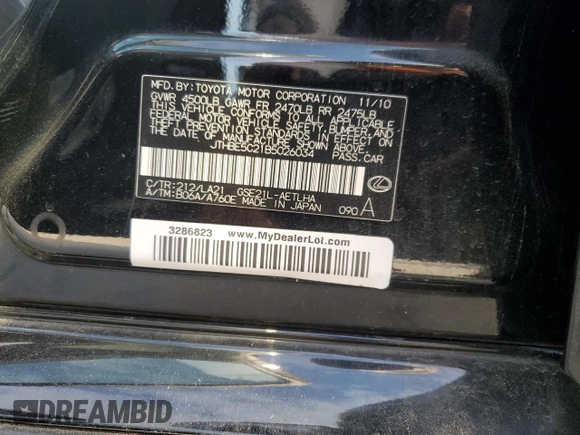 MFD. BY: TOYOTA MOTOR CORPORATION 11/10
GVWR 4500LB GAWR FR 2470LB RR 2475LB
THIS VEHICLE CONFORMS TO ALL APPLICABLE
FEDERAL MOTOR VEHICLE SAFETY, BUMPER, AND
THEFT PREVENTION STANDARDS IN EFFECT ON
THE DATE OF MANUFACTURE SHOWN ABOVE.
JTHBE5C21B5026034 PASS. CAR
C/TR: 212/LA21 GSE21L-AETLHA
A/TM: B06A/A760E MADE IN JAPAN 090 A
3286823 www.MyDealerLot.com
DREAMBID